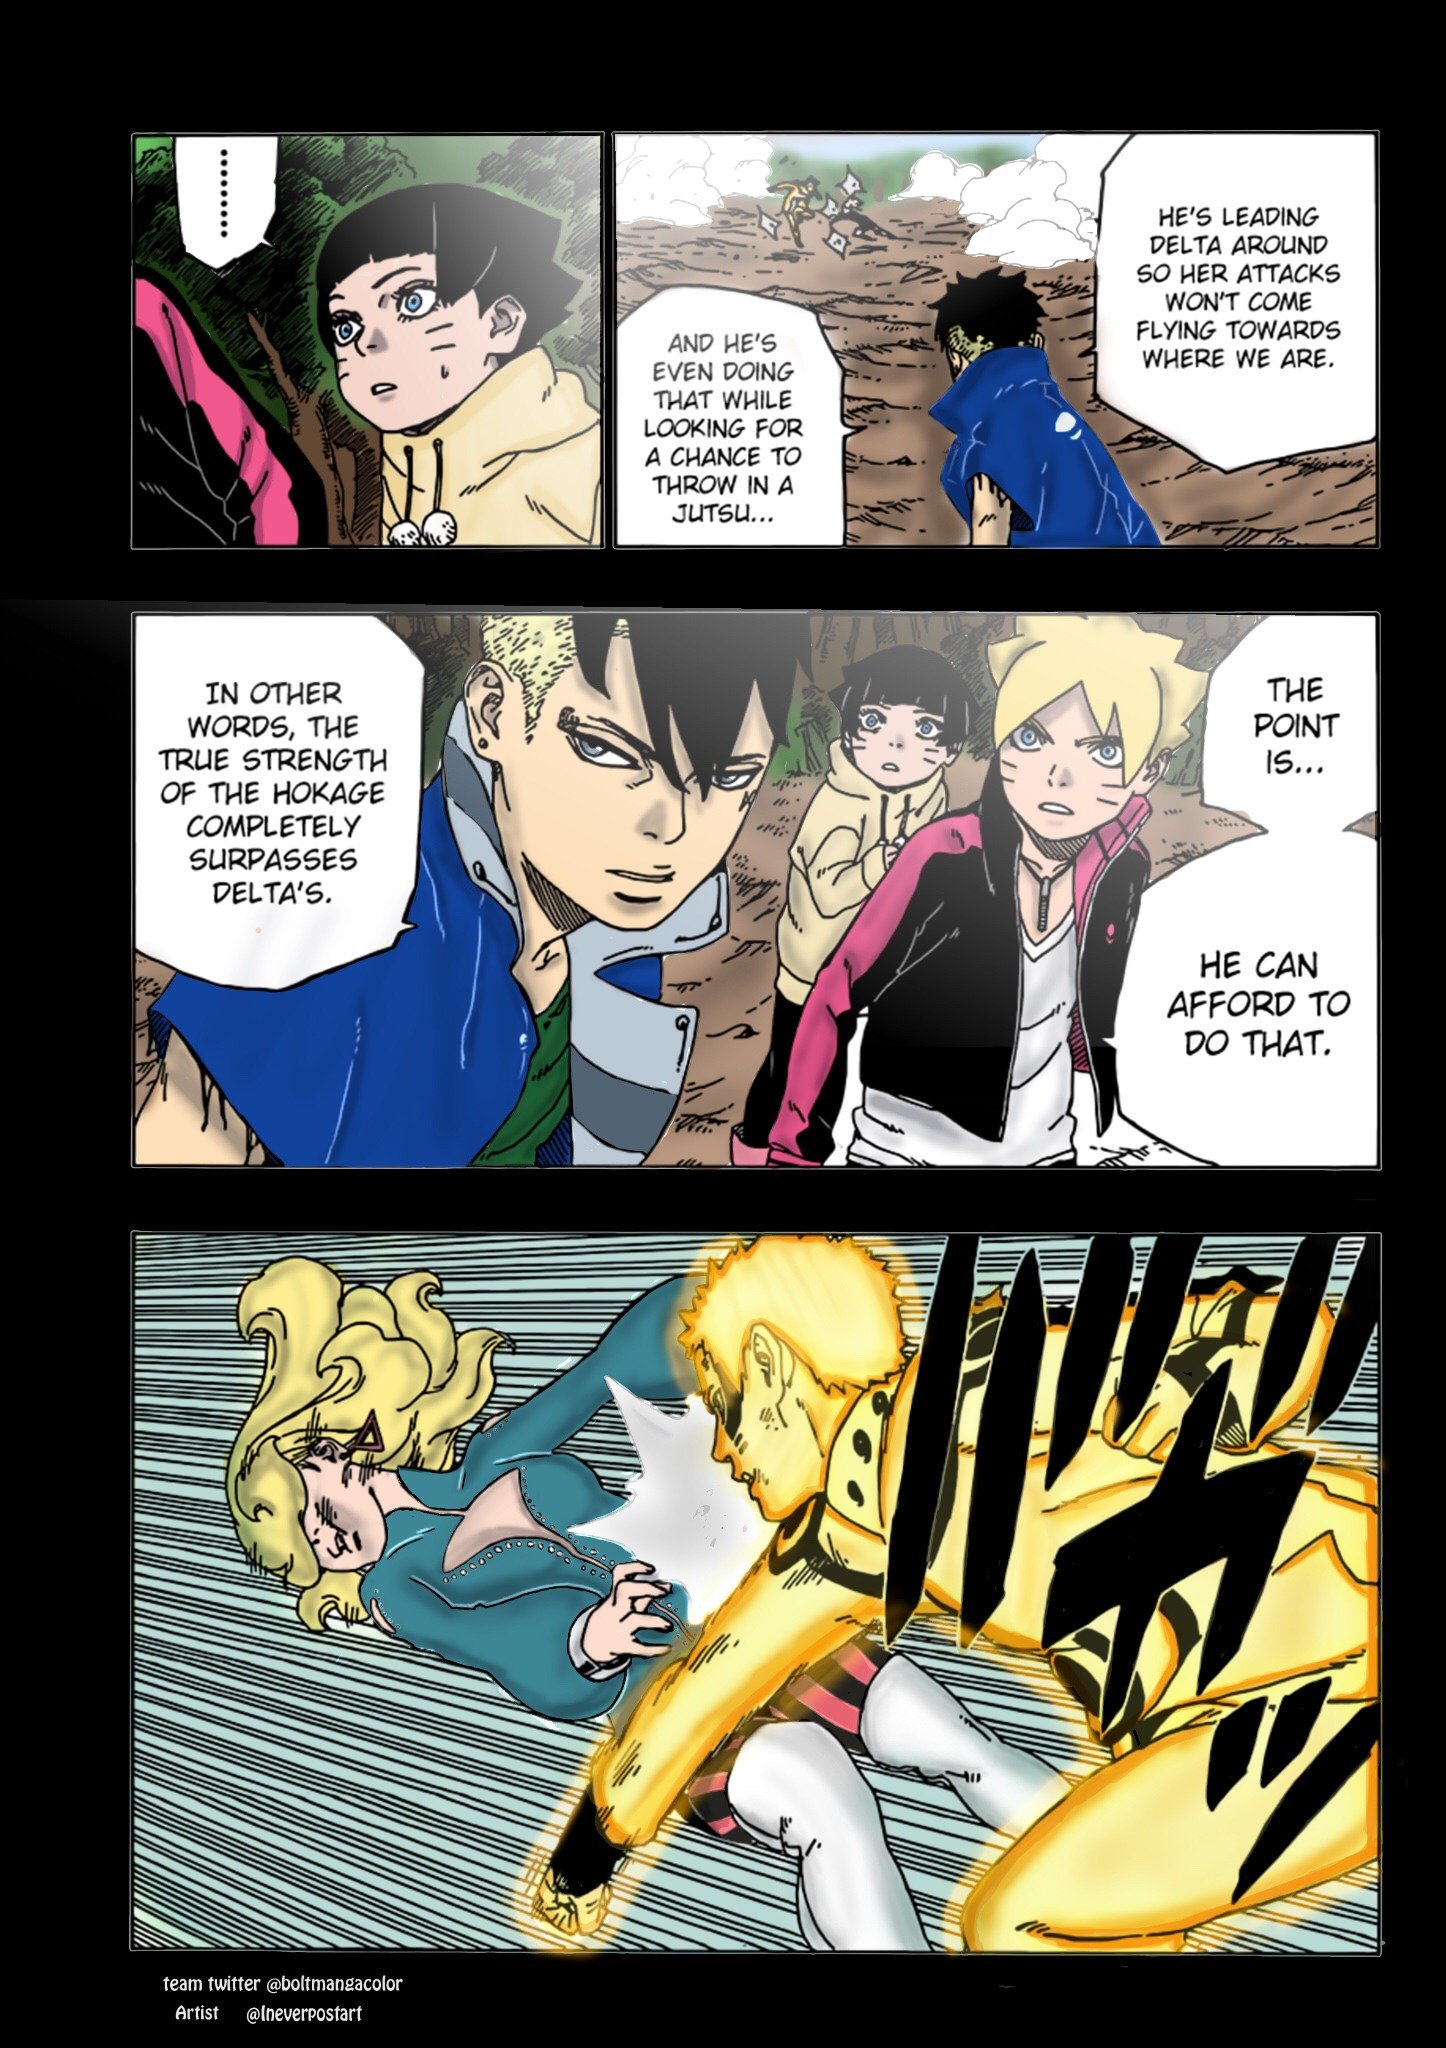 HE'S LEADING
DELTA AROUND
SO HER ATTACKS
WON'T COME
FLYING TOWARDS
WHERE WE ARE.
AND HE'S
EVEN DOING
THAT WHILE
LOOKING FOR
A CHANCE TO
THROW IN A
JUTSU...
.........
THE
POINT
IS...
HE CAN
AFFORD TO
DO THAT.
IN OTHER
WORDS, THE
TRUE STRENGTH
OF THE HOKAGE
COMPLETELY
SURPASSES
DELTA'S.
team twitter @boltmangacolor
Artist @Ineverpostart